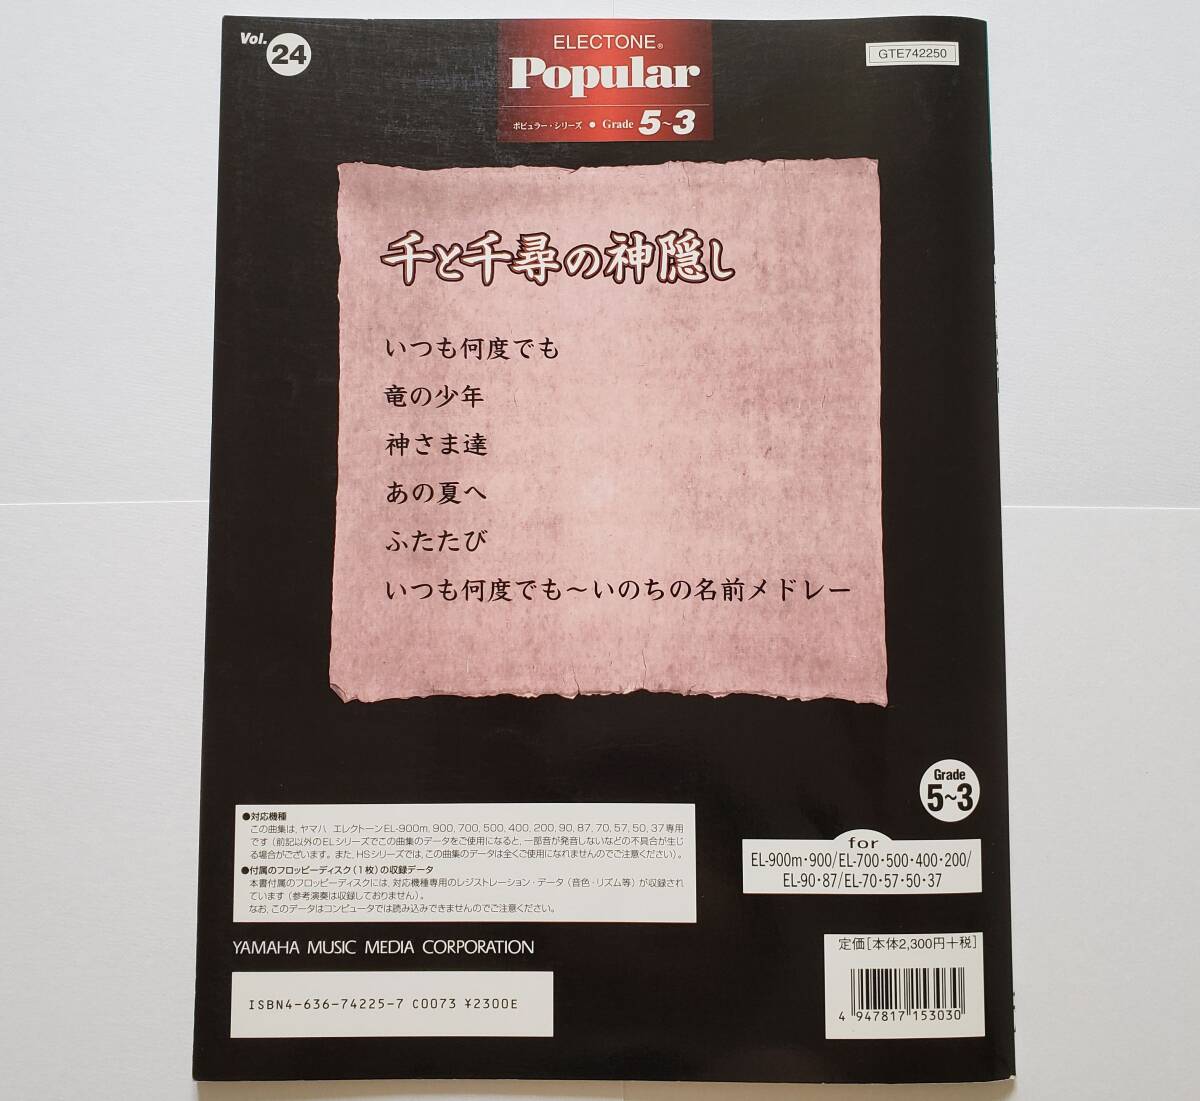 Vol.
24
ELECTONE®
Popular
ポピュラー・シリーズ ● Grade 5~3
GTE742250
千と千尋の神隠し
いつも何度でも
竜の少年
神さま達
あの夏へ
ふたたび
いつも何度でも〜いのちの名前メドレー
Grade
5~3
●対応機種
この曲集は、ヤマハ エレクトーンEL-900m, 900, 700, 500, 400, 200, 90, 87, 70, 57, 50, 37専用
です（前記以外のELシリーズでこの曲集のデータをご使用になると、一部音が発音しないなどの不具合が生じ
る場合がございます。また、HSシリーズでは、この曲集のデータは全くご使用になれませんのでご注意ください）。
●付属のフロッピーディスク（1枚）の収録データ
本書付属のフロッピーディスクには、対応機種専用のレジストレーション・データ（音色・リズム等）が収録され
ています（参考演奏は収録しておりません）。
なお、このデータはコンピュータでは読み込みできませんのでご注意ください。
for
EL-900m・900/EL-700・500・400・200/
EL-90・87/EL-70・57・50・37
YAMAHA MUSIC MEDIA CORPORATION
定価[本体2,300円+税]
ISBN4-636-74225-7 C0073 ¥2300E
4 947817 153030